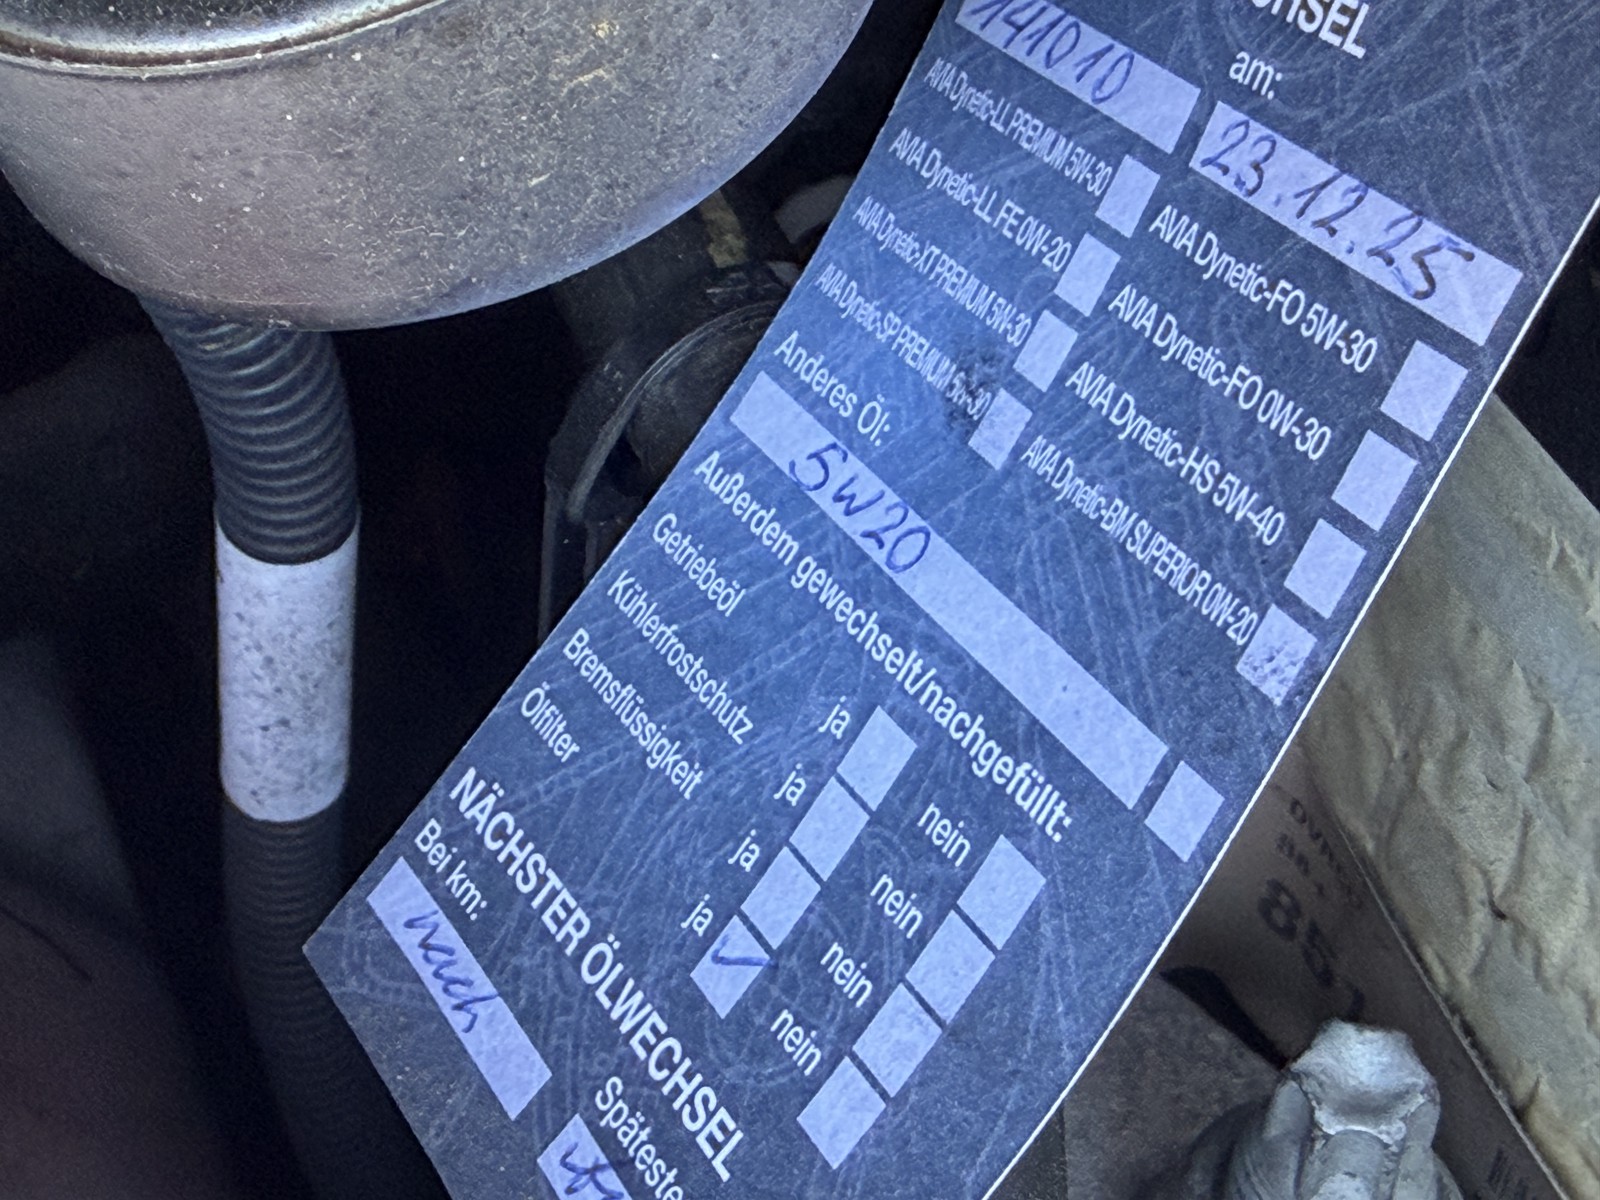 CHSEL
am:
141010
23.12.25
AVIA Dynetic-LL PREMIUM 5W-30
AVIA Dynetic-FO 5W-30
AVIA Dynetic-LL FE 0W-20
AVIA Dynetic-FO 0W-30
AVIA Dynetic-XT PREMIUM 5W-30
AVIA Dynetic-HS 5W-40
AVIA Dynetic-SP PREMIUM 5W-30
AVIA Dynetic-BM SUPERIOR 0W-20
Anderes Öl:
5W20
Außerdem gewechselt/nachgefüllt:
Getriebeöl ja nein
Kühlerfrostschutz ja nein
Bremsflüssigkeit ja nein
Ölfilter ja nein
NÄCHSTER ÖLWECHSEL
Bei km:
Späteste
nach
851